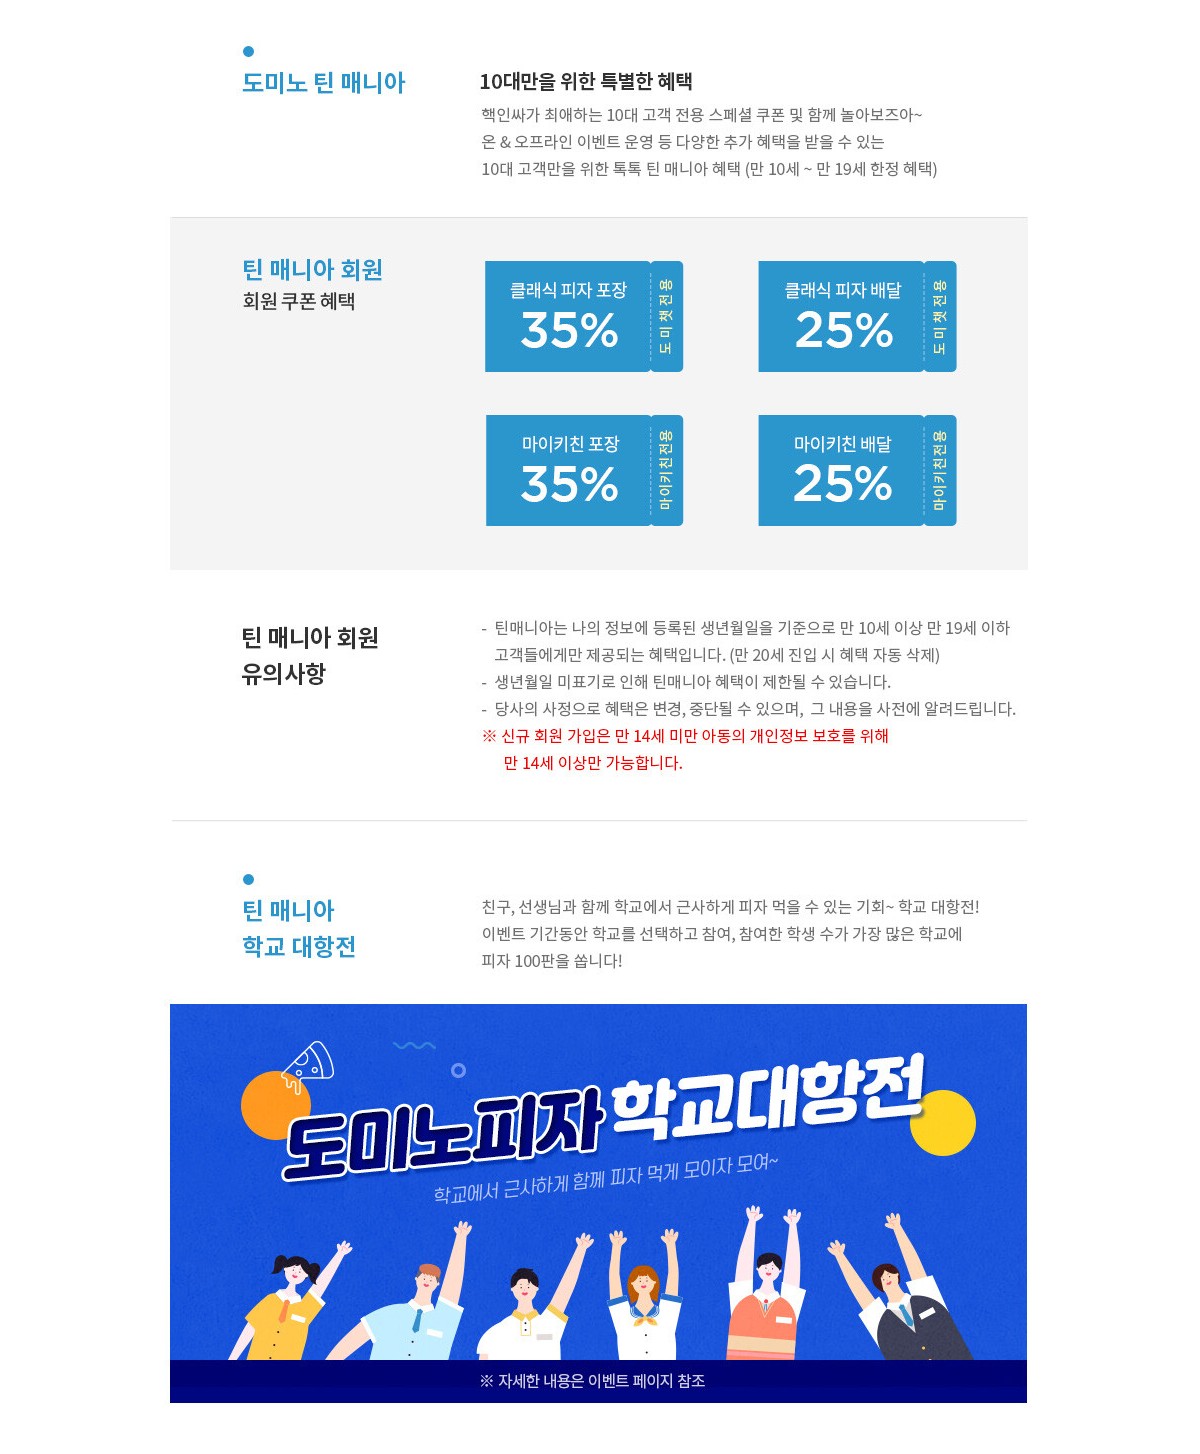 도미노 틴 매니아
10대만을 위한 특별한 혜택
핵인싸가 최애하는 10대 고객 전용 스페셜 쿠폰 및 함께 놀아보즈아~
온 & 오프라인 이벤트 운영 등 다양한 추가 혜택을 받을 수 있는
10대 고객만을 위한 톡톡 틴 매니아 혜택 (만 10세 ~ 만 19세 한정 혜택)
틴 매니아 회원
회원 쿠폰 혜택
클래식 피자 포장
35%
도미챗전용
클래식 피자 배달
25%
도미챗전용
마이키친 포장
35%
마이키친전용
마이키친 배달
25%
마이키친전용
틴 매니아 회원
유의사항
- 틴매니아는 나의 정보에 등록된 생년월일을 기준으로 만 10세 이상 만 19세 이하
고객들에게만 제공되는 혜택입니다. (만 20세 진입 시 혜택 자동 삭제)
- 생년월일 미표기로 인해 틴매니아 혜택이 제한될 수 있습니다.
- 당사의 사정으로 혜택은 변경, 중단될 수 있으며, 그 내용을 사전에 알려드립니다.
※ 신규 회원 가입은 만 14세 미만 아동의 개인정보 보호를 위해
만 14세 이상만 가능합니다.
틴 매니아
학교 대항전
친구, 선생님과 함께 학교에서 근사하게 피자 먹을 수 있는 기회~ 학교 대항전!
이벤트 기간동안 학교를 선택하고 참여, 참여한 학생 수가 가장 많은 학교에
피자 100판을 쏩니다!
도미노피자 학교대항전
학교에서 근사하게 함께 피자 먹게 모이자 모여~
※ 자세한 내용은 이벤트 페이지 참조